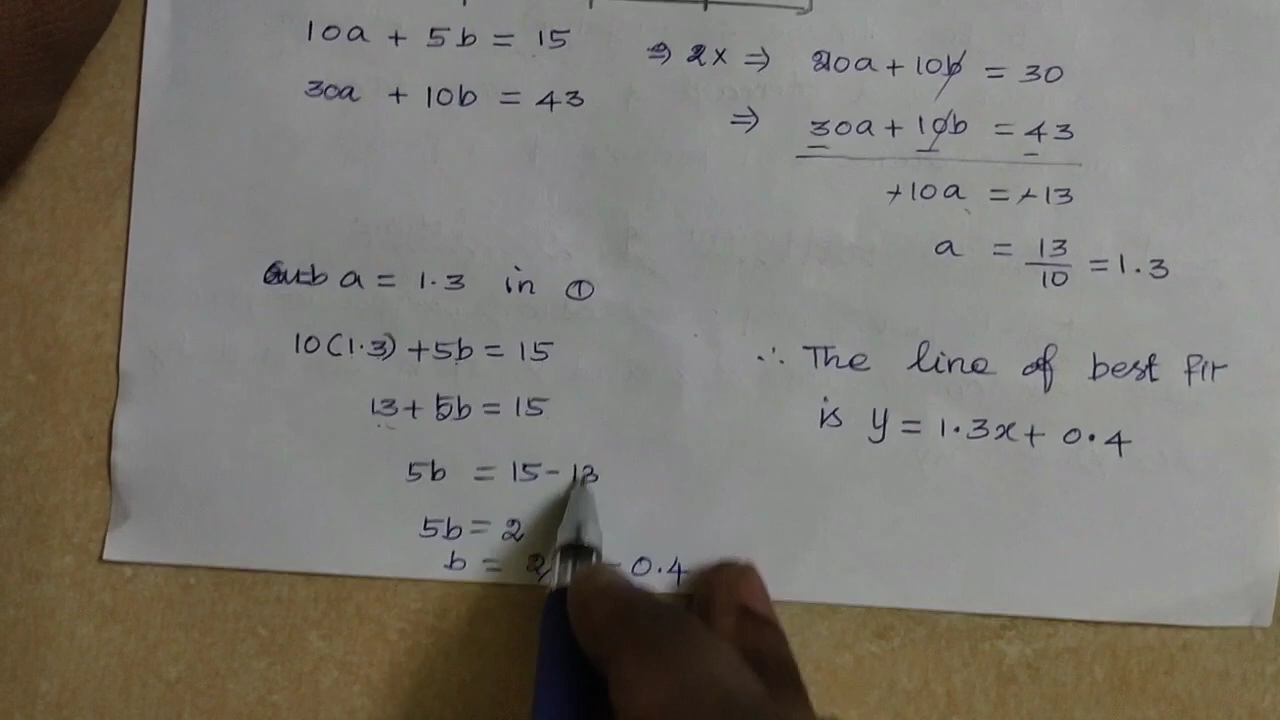 10a + 5b = 15
30a + 10b = 43
⇒ 2x ⇒ 20a + 10b = 30
⇒ 30a + 10b = 43
+10a = +13
a = 13/10 = 1.3
Sub a = 1.3 in ①
10(1.3) + 5b = 15
13 + 5b = 15
5b = 15 - 13
5b = 2
b = 2 = 0.4
∴ The line of best fit
is y = 1.3x + 0.4